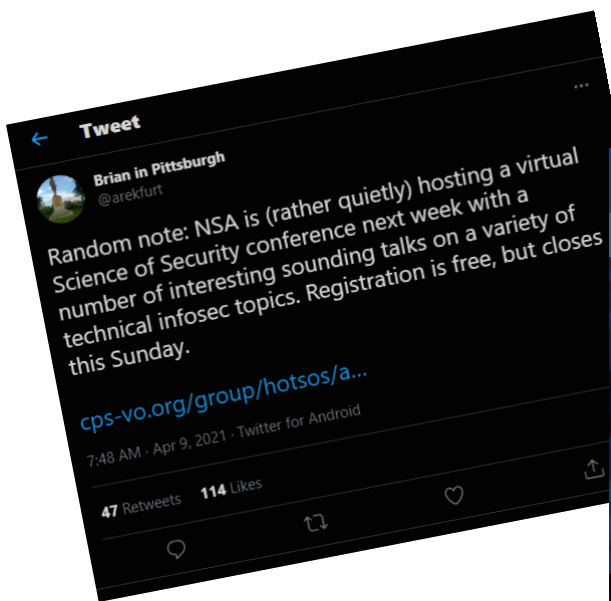 Tweet
Brian in Pittsburgh
@arekfurt
Random note: NSA is (rather quietly) hosting a virtual
Science of Security conference next week with a
number of interesting sounding talks on a variety of
technical infosec topics. Registration is free, but closes
this Sunday.
cps-vo.org/group/hotsos/a...
7:48 AM · Apr 9, 2021 · Twitter for Android
47 Retweets 114 Likes